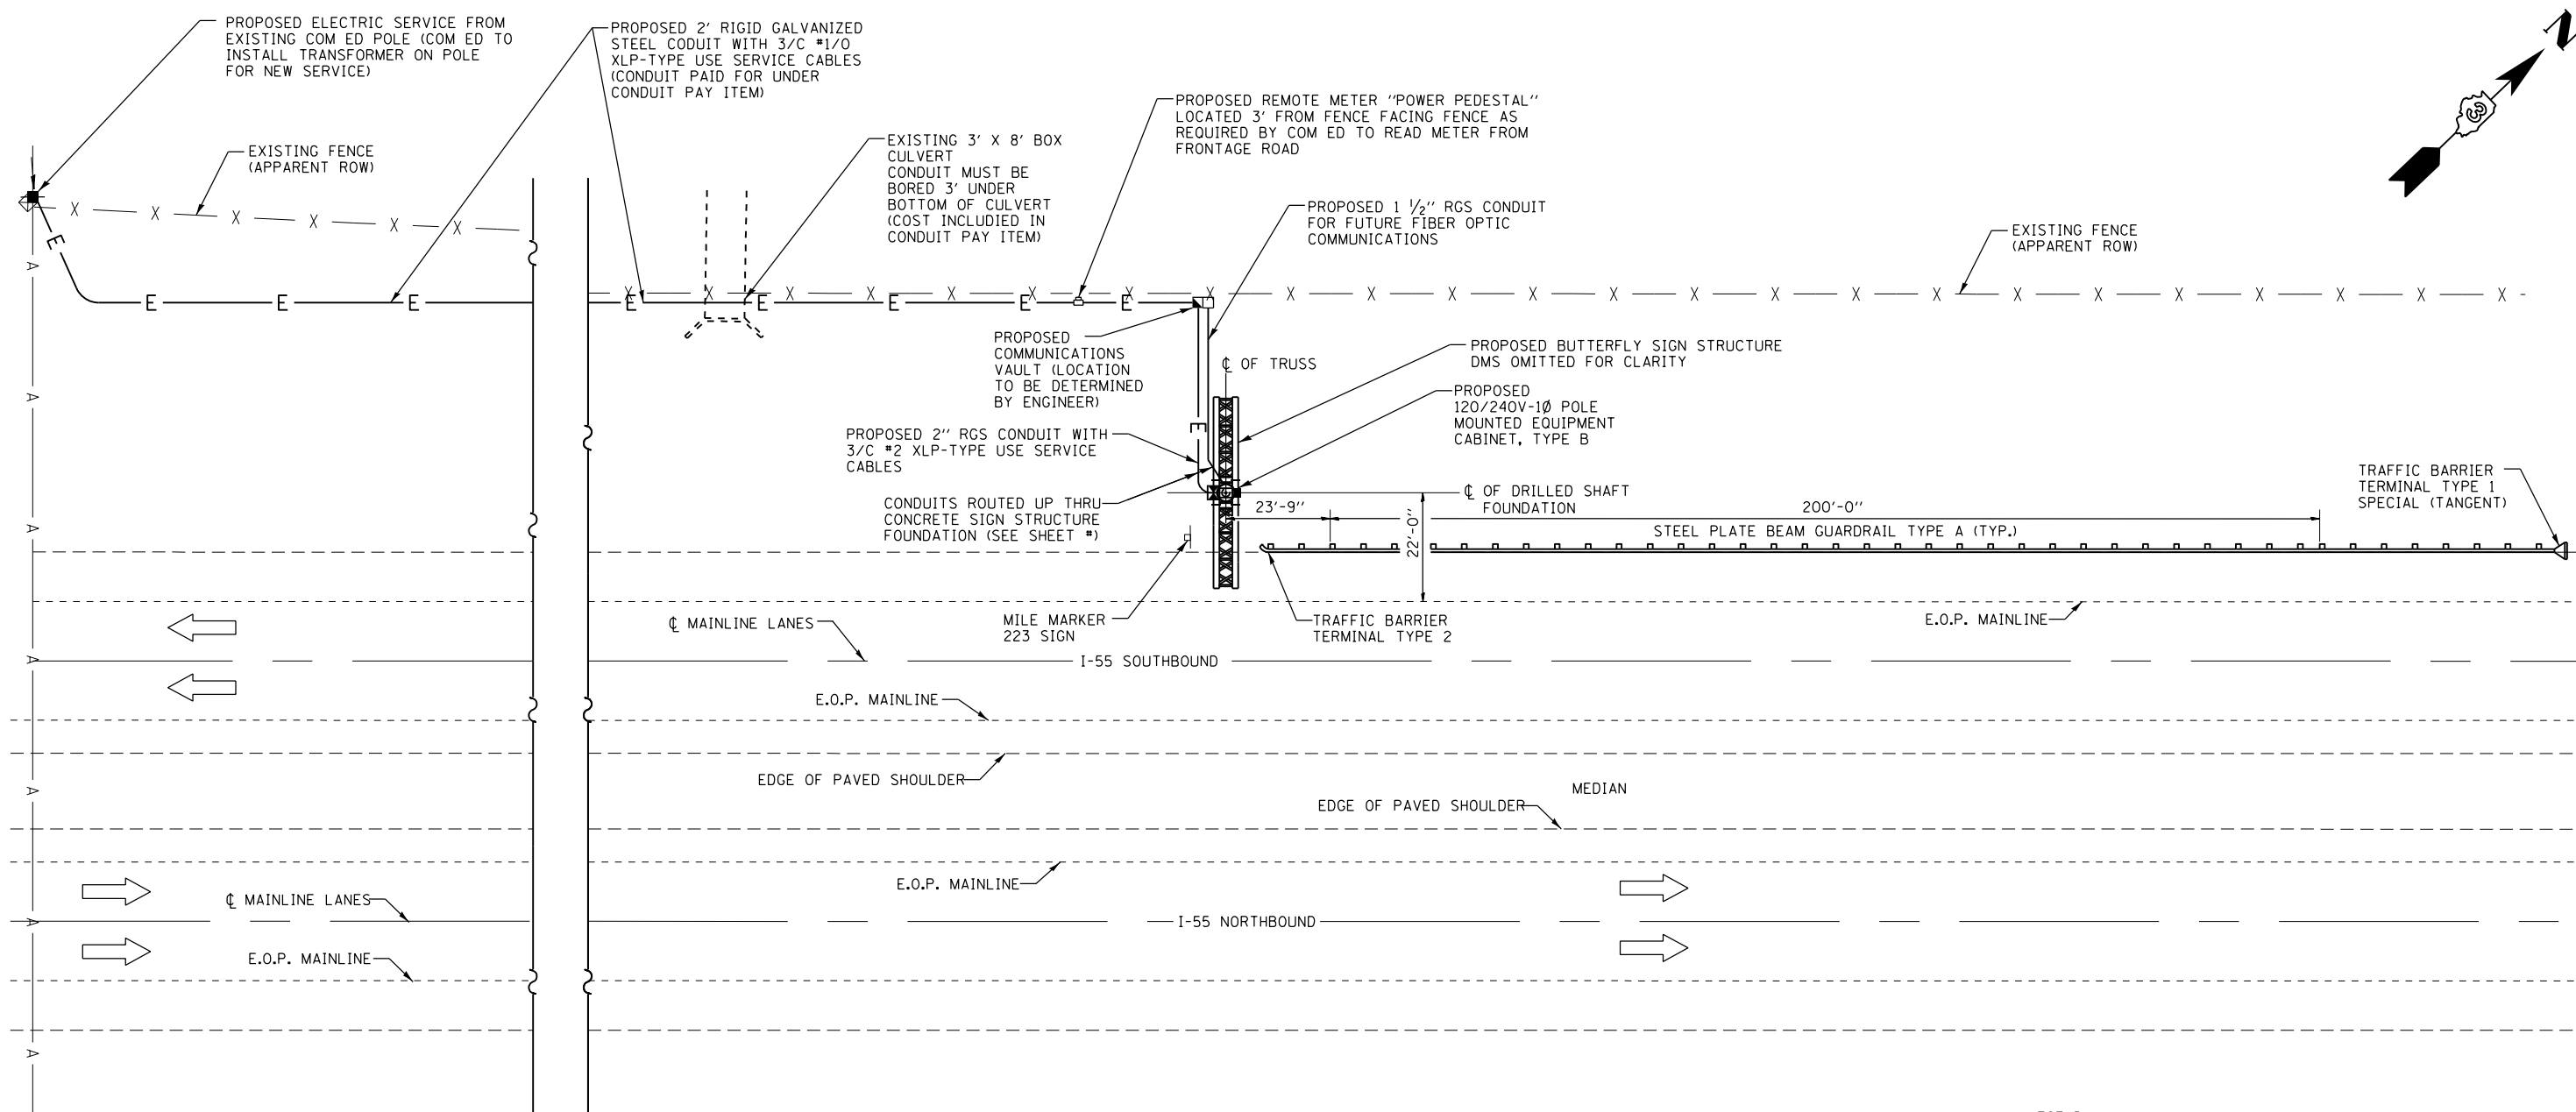 PROPOSED ELECTRIC SERVICE FROM
EXISTING COM ED POLE (COM ED TO
INSTALL TRANSFORMER ON POLE
FOR NEW SERVICE)
PROPOSED 2' RIGID GALVANIZED
STEEL CODUIT WITH 3/C #1/0
XLP-TYPE USE SERVICE CABLES
(CONDUIT PAID FOR UNDER
CONDUIT PAY ITEM)
N
3
EXISTING FENCE
(APPARENT ROW)
EXISTING 3' X 8' BOX
CULVERT
CONDUIT MUST BE
BORED 3' UNDER
BOTTOM OF CULVERT
(COST INCLUDIED IN
CONDUIT PAY ITEM)
PROPOSED REMOTE METER "POWER PEDESTAL"
LOCATED 3' FROM FENCE FACING FENCE AS
REQUIRED BY COM ED TO READ METER FROM
FRONTAGE ROAD
PROPOSED 1 1/2" RGS CONDUIT
FOR FUTURE FIBER OPTIC
COMMUNICATIONS
EXISTING FENCE
(APPARENT ROW)
X X X X X X
X X X X X X X X X X X X X X X X X X X X X X X X
E
E E E E E E E E
PROPOSED
COMMUNICATIONS
VAULT (LOCATION
TO BE DETERMINED
BY ENGINEER)
℄ OF TRUSS
PROPOSED BUTTERFLY SIGN STRUCTURE
DMS OMITTED FOR CLARITY
PROPOSED
120/240V-1Ø POLE
MOUNTED EQUIPMENT
CABINET, TYPE B
E
PROPOSED 2" RGS CONDUIT WITH
3/C #2 XLP-TYPE USE SERVICE
CABLES
CONDUITS ROUTED UP THRU
CONCRETE SIGN STRUCTURE
FOUNDATION (SEE SHEET #)
℄ OF DRILLED SHAFT
FOUNDATION
TRAFFIC BARRIER
TERMINAL TYPE 1
SPECIAL (TANGENT)
23'-9"
22'-0"
200'-0"
STEEL PLATE BEAM GUARDRAIL TYPE A (TYP.)
MILE MARKER
223 SIGN
TRAFFIC BARRIER
TERMINAL TYPE 2
E.O.P. MAINLINE
℄ MAINLINE LANES
I-55 SOUTHBOUND
E.O.P. MAINLINE
EDGE OF PAVED SHOULDER
MEDIAN
EDGE OF PAVED SHOULDER
E.O.P. MAINLINE
℄ MAINLINE LANES
I-55 NORTHBOUND
E.O.P. MAINLINE
A
A
A
A
A
A
A